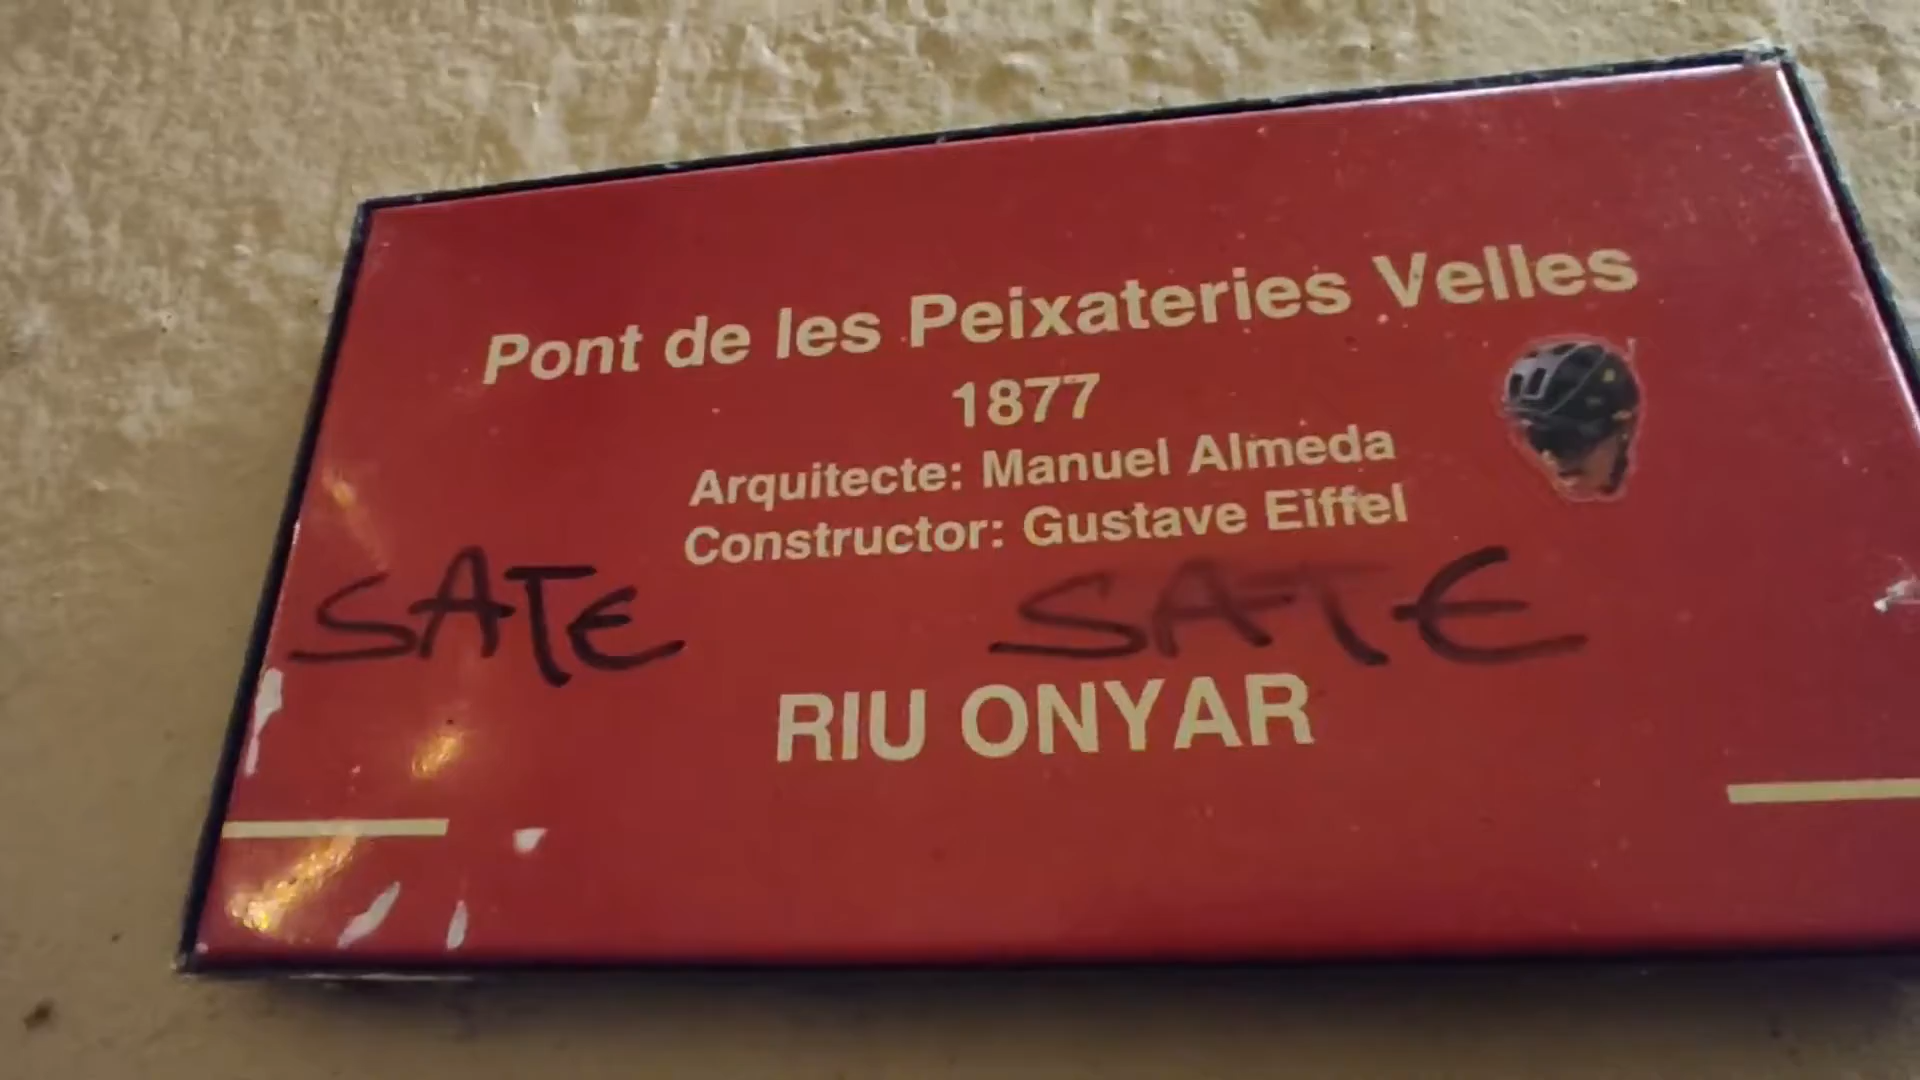 Pont de les Peixateries Velles
1877
Arquitecte: Manuel Almeda
Constructor: Gustave Eiffel
SATE SATE
RIU ONYAR